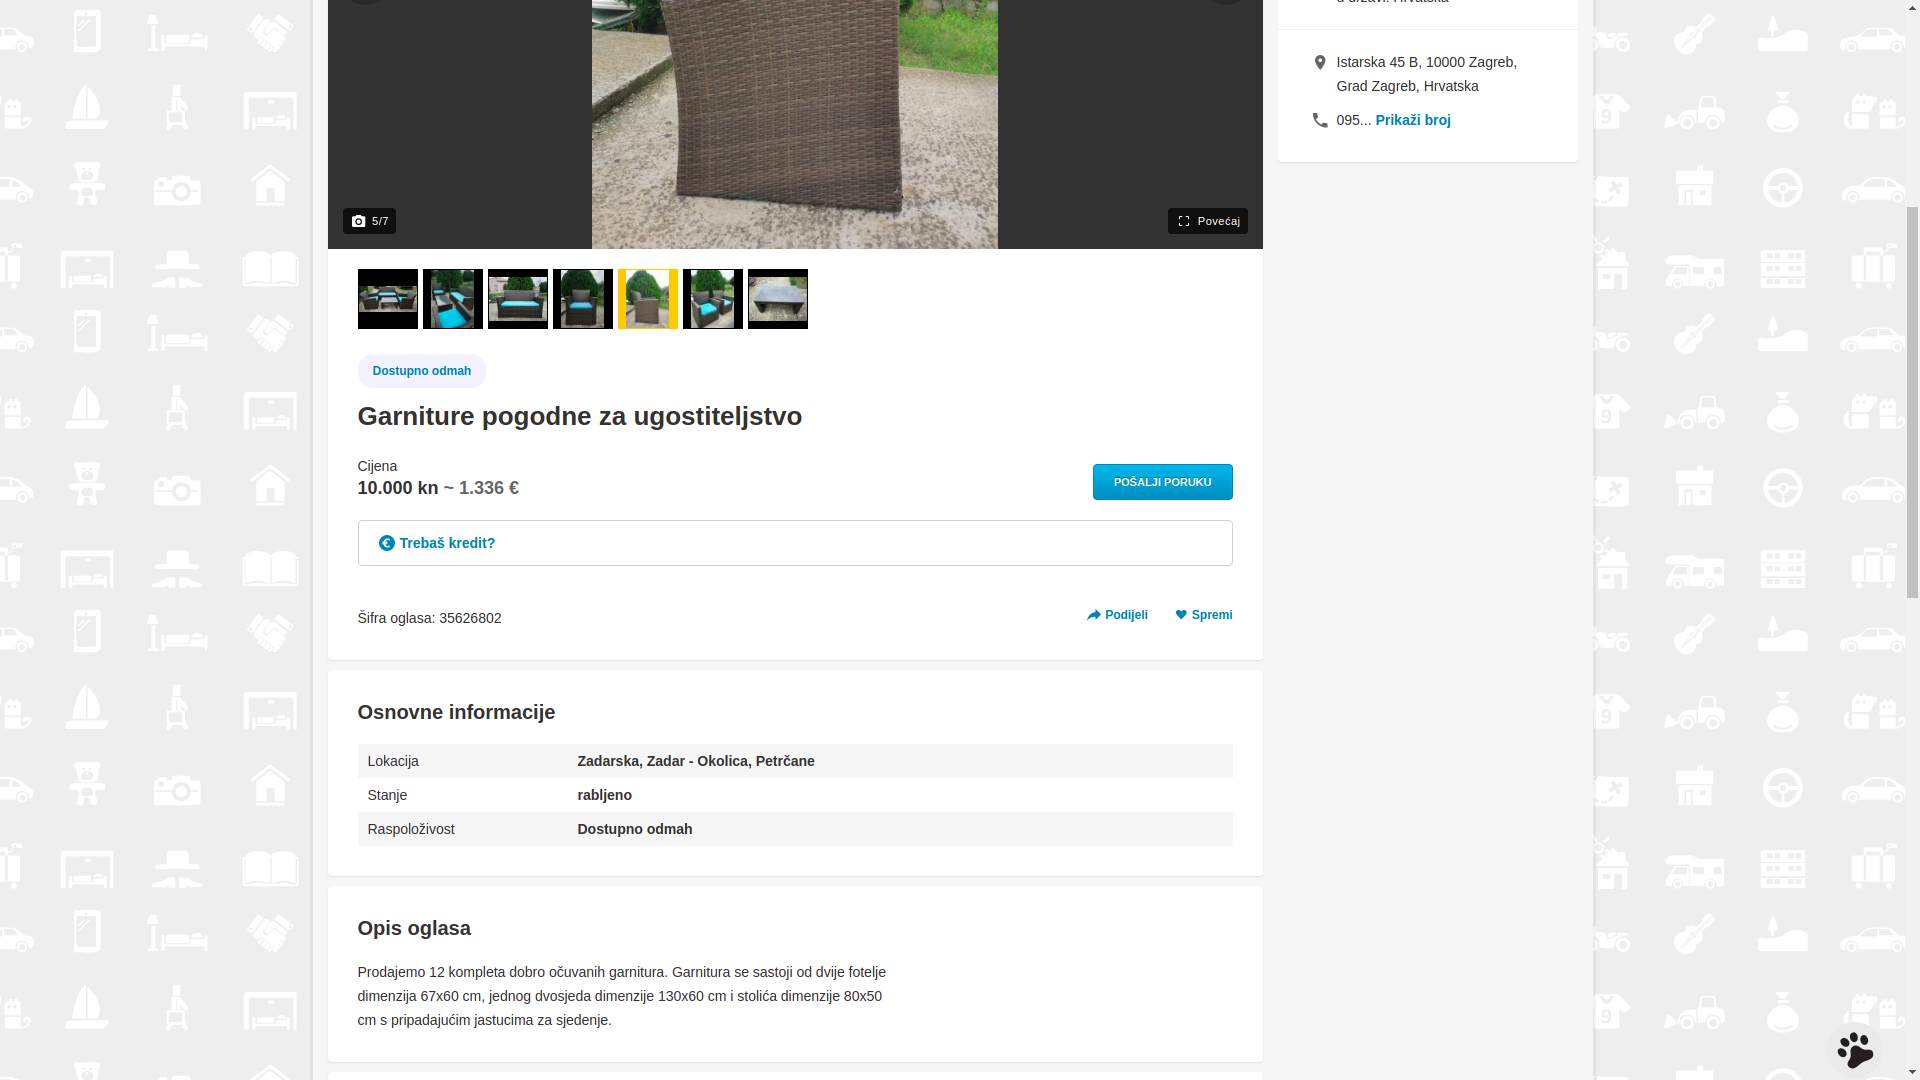 u državi: Hrvatska
Istarska 45 B, 10000 Zagreb,
Grad Zagreb, Hrvatska
095... Prikaži broj
5/7
Povećaj
Dostupno odmah
Garniture pogodne za ugostiteljstvo
Cijena
10.000 kn ~ 1.336 €
POŠALJI PORUKU
Trebaš kredit?
Šifra oglasa: 35626802
Podijeli
Spremi
Osnovne informacije
Lokacija Zadarska, Zadar - Okolica, Petrčane
Stanje rabljeno
Raspoloživost Dostupno odmah
Opis oglasa
Prodajemo 12 kompleta dobro očuvanih garnitura. Garnitura se sastoji od dvije fotelje
dimenzija 67x60 cm, jednog dvosjeda dimenzije 130x60 cm i stolića dimenzije 80x50
cm s pripadajućim jastucima za sjedenje.